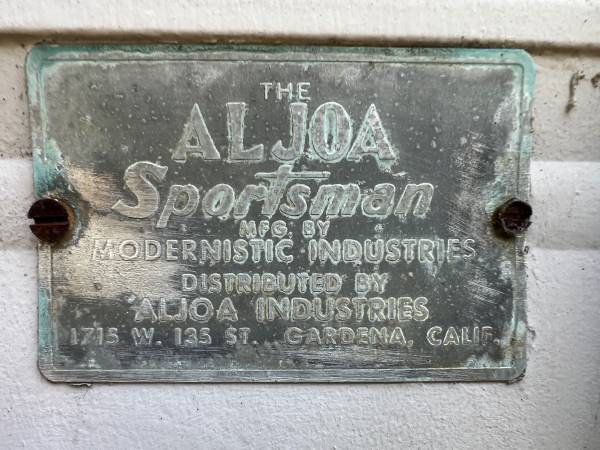 THE
ALJOA
Sportsman
MFG. BY
MODERNISTIC INDUSTRIES
DISTRIBUTED BY
ALJOA INDUSTRIES
1715 W. 135 ST. GARDENA, CALIF.